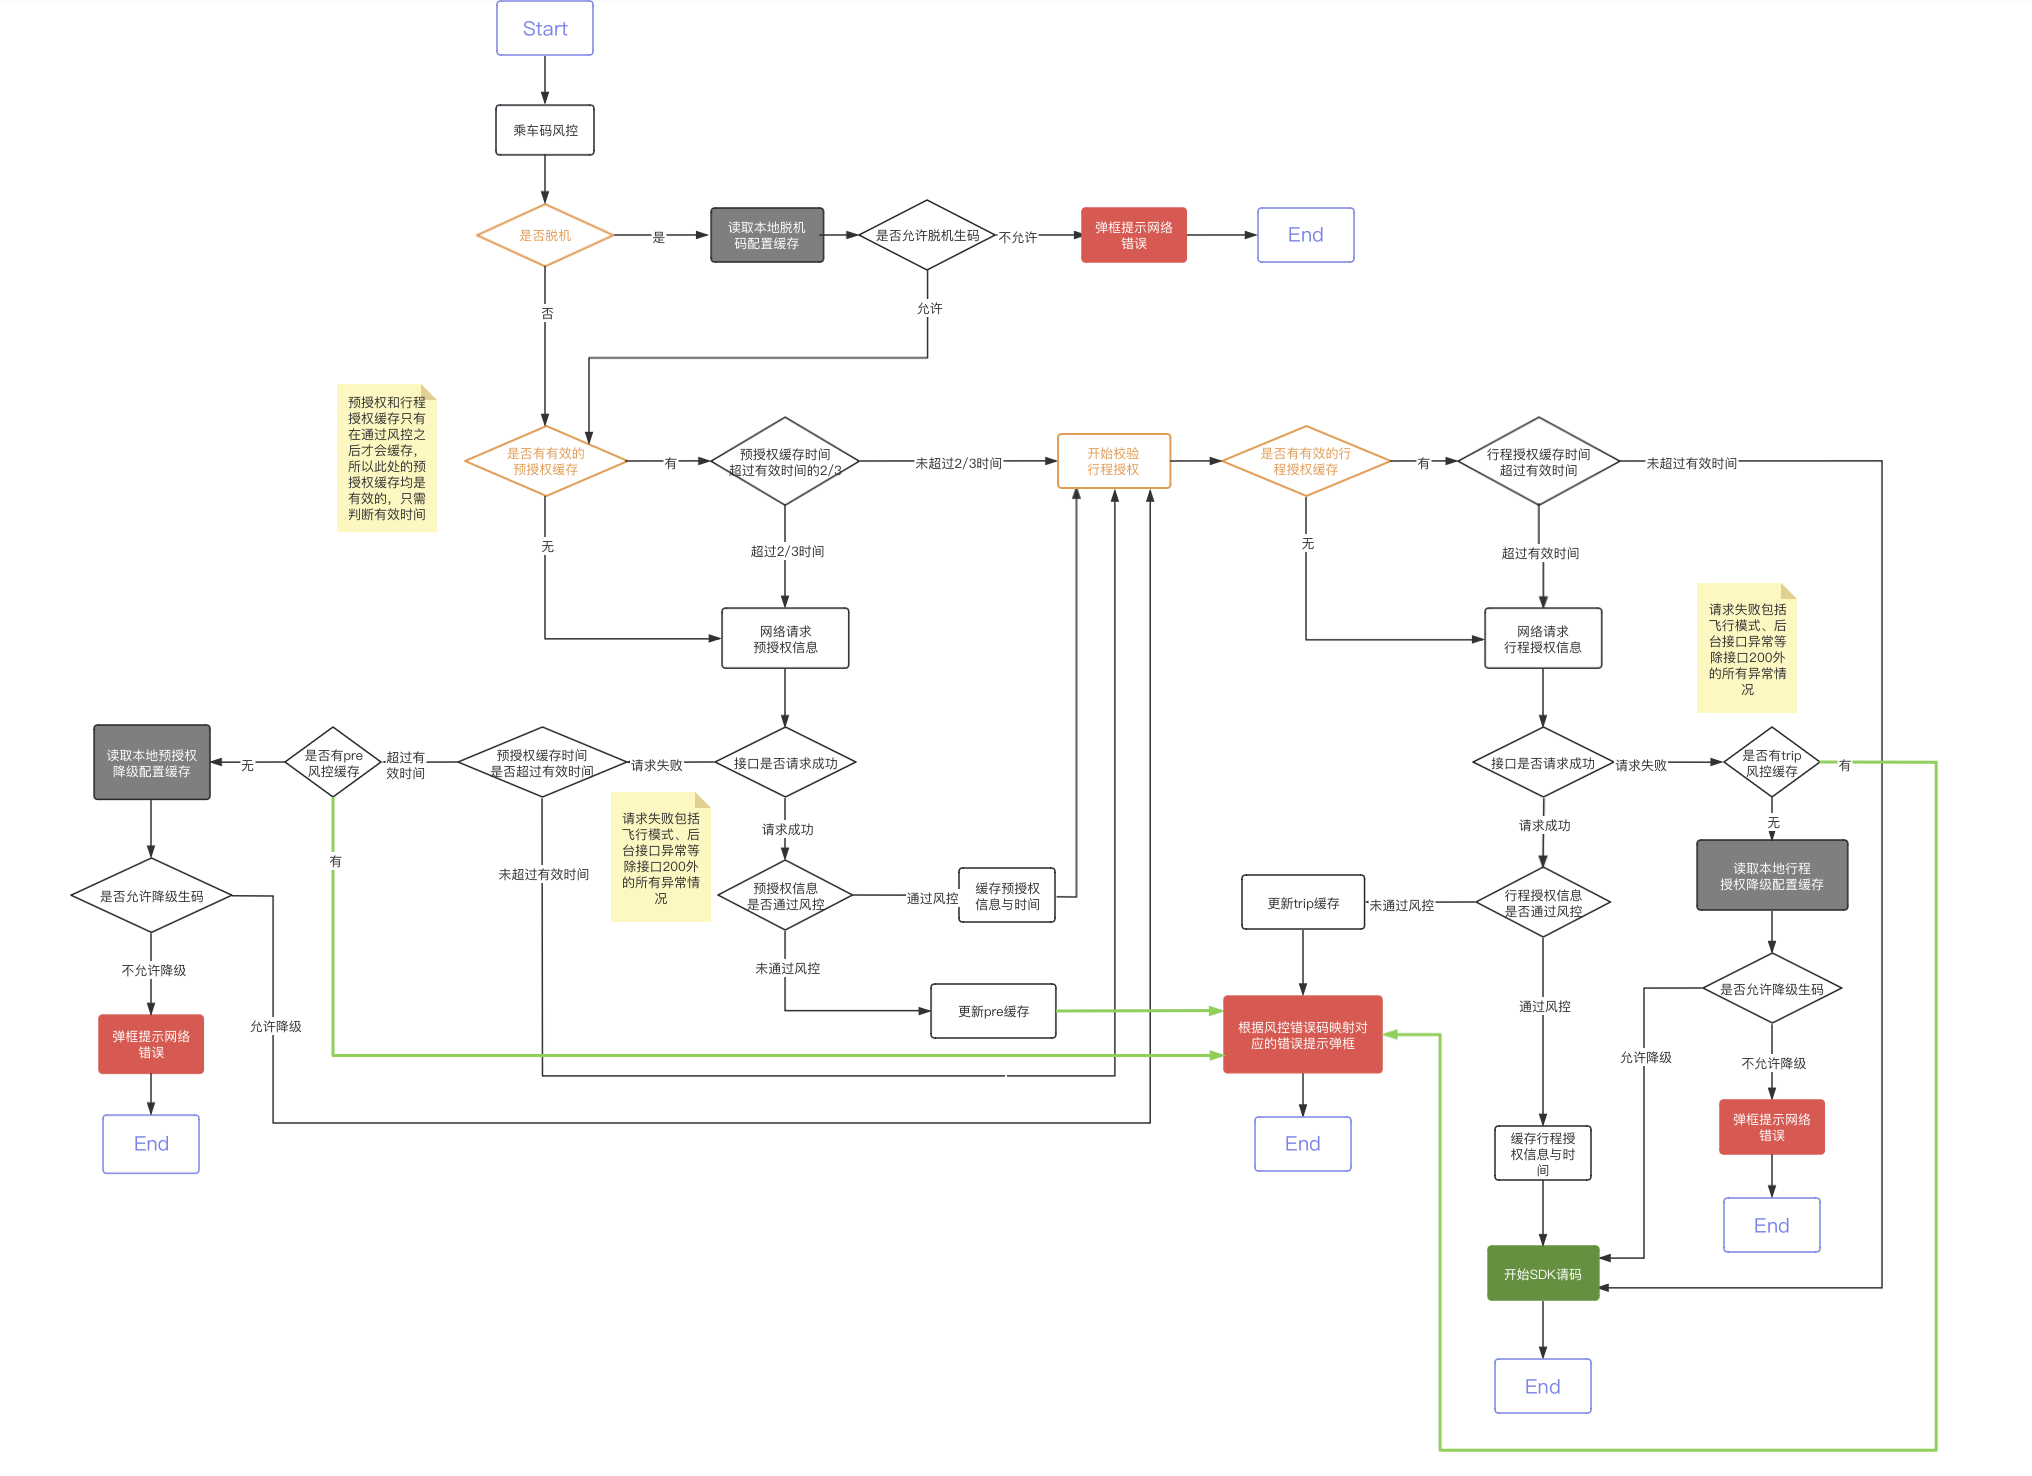 Start
乘车码风控
是否脱机
是
读取本地脱机
码配置缓存
是否允许脱机生码
不允许
弹框提示网络
错误
End
否
允许
预授权和行程
授权缓存只有
在通过风控之
后才会缓存，
所以此处的预
授权缓存均是
有效的，只需
判断有效时间
是否有有效的
预授权缓存
有
预授权缓存时间
超过有效时间的2/3
未超过2/3时间
开始校验
行程授权
是否有有效的行
程授权缓存
有
行程授权缓存时间
超过有效时间
未超过有效时间
无
超过2/3时间
无
超过有效时间
网络请求
预授权信息
网络请求
行程授权信息
请求失败包括
飞行模式、后
台接口异常等
除接口200外
的所有异常情
况
读取本地预授权
降级配置缓存
无
是否有pre
风控缓存
超过有
效时间
预授权缓存时间
是否超过有效时间
请求失败
接口是否请求成功
接口是否请求成功
请求失败
是否有trip
风控缓存
有
请求失败包括
飞行模式、后
台接口异常等
除接口200外
的所有异常情
况
请求成功
请求成功
无
有
未超过有效时间
是否允许降级生码
预授权信息
是否通过风控
通过风控
缓存预授权
信息与时间
更新trip缓存
未通过风控
行程授权信息
是否通过风控
读取本地行程
授权降级配置缓存
不允许降级
未通过风控
是否允许降级生码
允许降级
更新pre缓存
通过风控
弹框提示网络
错误
根据风控错误码映射对
应的错误提示弹框
允许降级
不允许降级
End
End
缓存行程授
权信息与时
间
弹框提示网络
错误
End
开始SDK请码
End